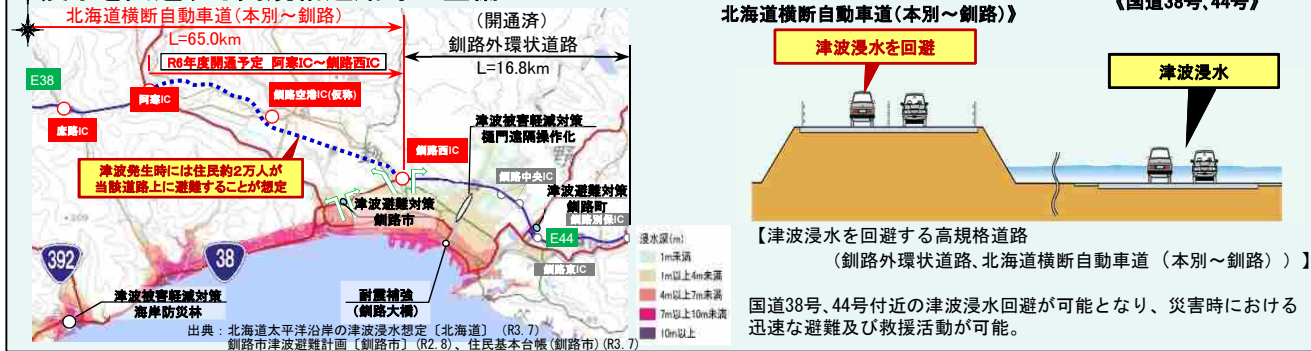 北海道横断自動車道(本別～釧路)
L=65.0km
R6年度開通予定 阿寒IC～釧路西IC
(開通済)
釧路外環状道路
L=16.8km
E38
阿寒IC
釧路空港IC(仮称)
庶路IC
釧路西IC
津波被害軽減対策
樋門遠隔操作化
津波発生時には住民約2万人が
当該道路上に避難することが想定
釧路中央IC
津波避難対策
釧路市
津波避難対策
釧路町
釧路別保IC
E44
釧路東IC
392
38
津波被害軽減対策
海岸防災林
耐震補強
(釧路大橋)
浸水深(m)
1m未満
1m以上4m未満
4m以上7m未満
7m以上10m未満
10m以上
出典：北海道太平洋沿岸の津波浸水想定〔北海道〕 (R3.7)
釧路市津波避難計画〔釧路市〕(R2.8)、住民基本台帳(釧路市)(R3.7)
北海道横断自動車道(本別～釧路)》
《国道38号、44号》
津波浸水を回避
津波浸水
【津波浸水を回避する高規格道路
(釧路外環状道路、北海道横断自動車道 (本別～釧路) ) 】
国道38号、44号付近の津波浸水回避が可能となり、災害時における
迅速な避難及び救援活動が可能。